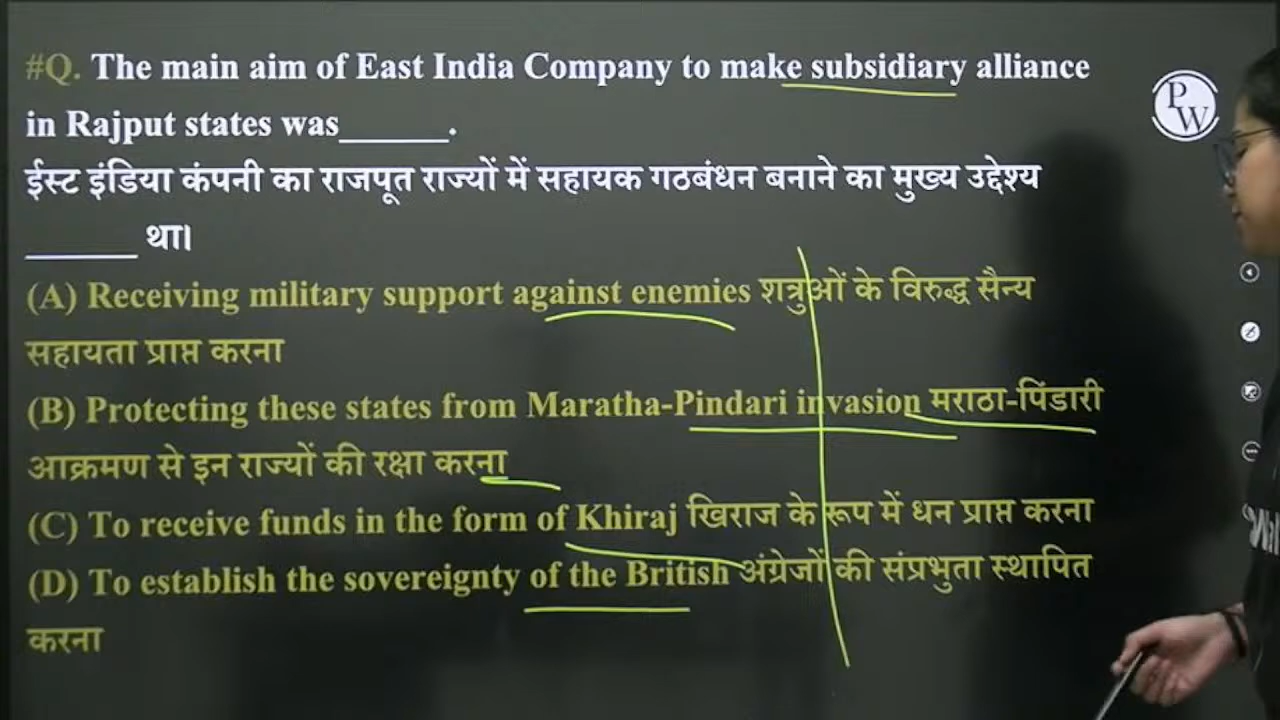 #Q. The main aim of East India Company to make subsidiary alliance
in Rajput states was______.
ईस्ट इंडिया कंपनी का राजपूत राज्यों में सहायक गठबंधन बनाने का मुख्य उद्देश्य
______ था।
(A) Receiving military support against enemies शत्रुओं के विरुद्ध सैन्य
सहायता प्राप्त करना
(B) Protecting these states from Maratha-Pindari invasion मराठा-पिंडारी
आक्रमण से इन राज्यों की रक्षा करना
(C) To receive funds in the form of Khiraj खिराज के रूप में धन प्राप्त करना
(D) To establish the sovereignty of the British अंग्रेजों की संप्रभुता स्थापित
करना
PW